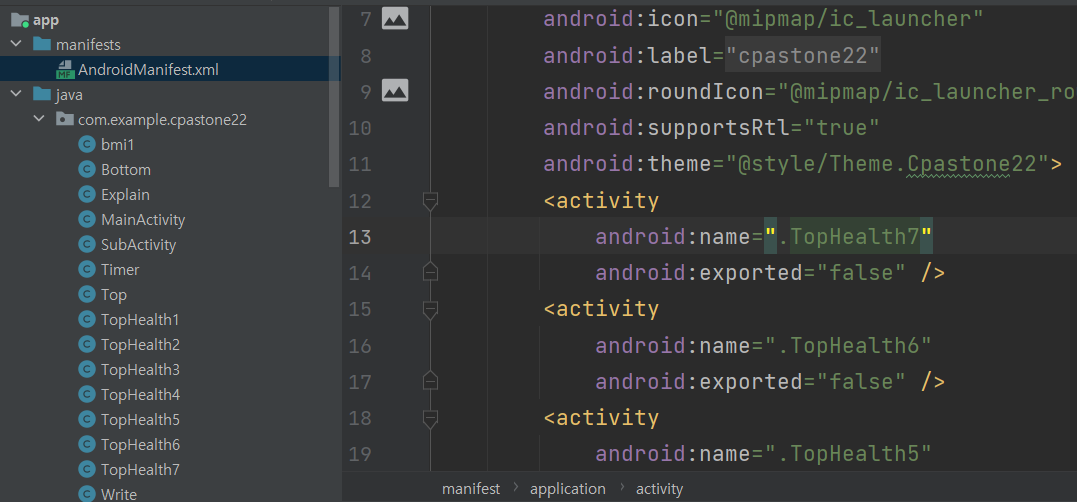 app
manifests
MF
AndroidManifest.xml
java
com.example.cpastone22
C bmi1
C Bottom
C Explain
C MainActivity
C SubActivity
C Timer
C Top
C TopHealth1
C TopHealth2
C TopHealth3
C TopHealth4
C TopHealth5
C TopHealth6
C TopHealth7
C Write
7 android:icon="@mipmap/ic_launcher"
8 android:label="cpastone22"
9 android:roundIcon="@mipmap/ic_launcher_ro
10 android:supportsRtl="true"
11 android:theme="@style/Theme.Cpastone22">
12 <activity
13 android:name=".TopHealth7"
14 android:exported="false" />
15 <activity
16 android:name=".TopHealth6"
17 android:exported="false" />
18 <activity
19 android:name=".TopHealth5"
manifest > application > activity